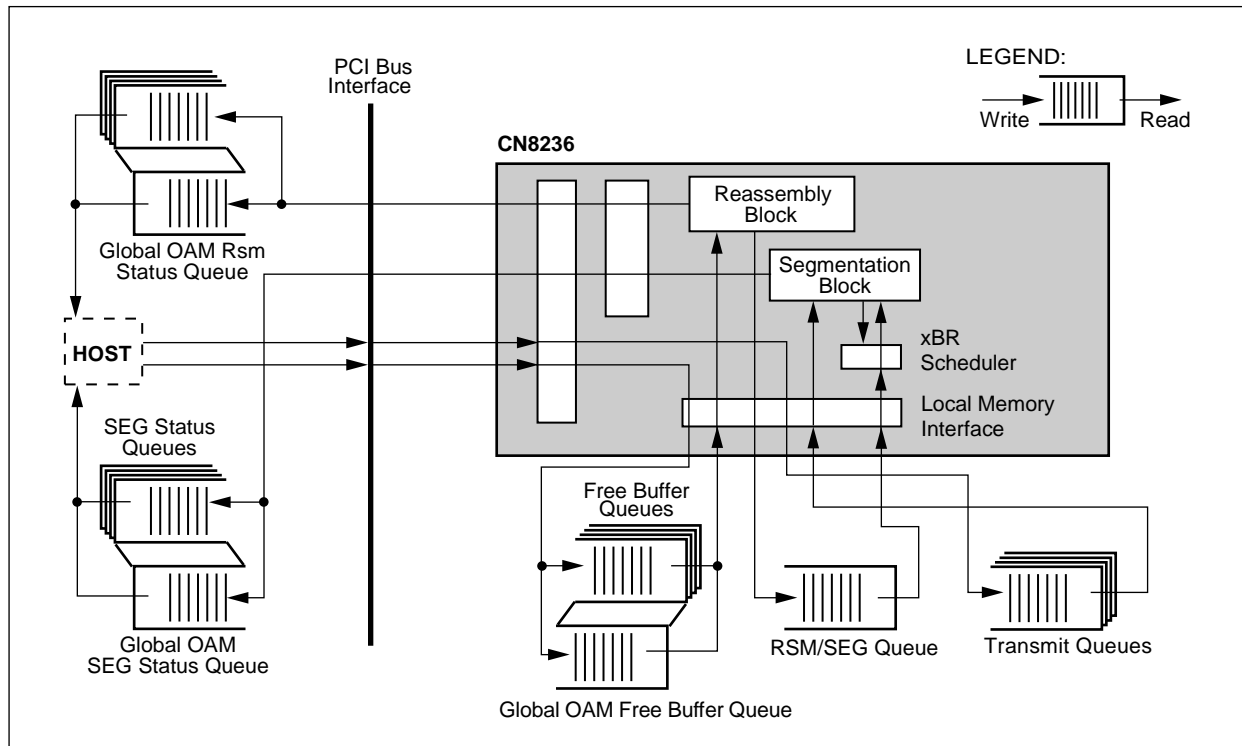 PCI Bus
Interface
LEGEND:
Write
Read
CN8236
Reassembly
Block
Global OAM Rsm
Status Queue
Segmentation
Block
HOST
xBR
Scheduler
Local Memory
Interface
SEG Status
Queues
Free Buffer
Queues
Global OAM
SEG Status Queue
RSM/SEG Queue
Transmit Queues
Global OAM Free Buffer Queue